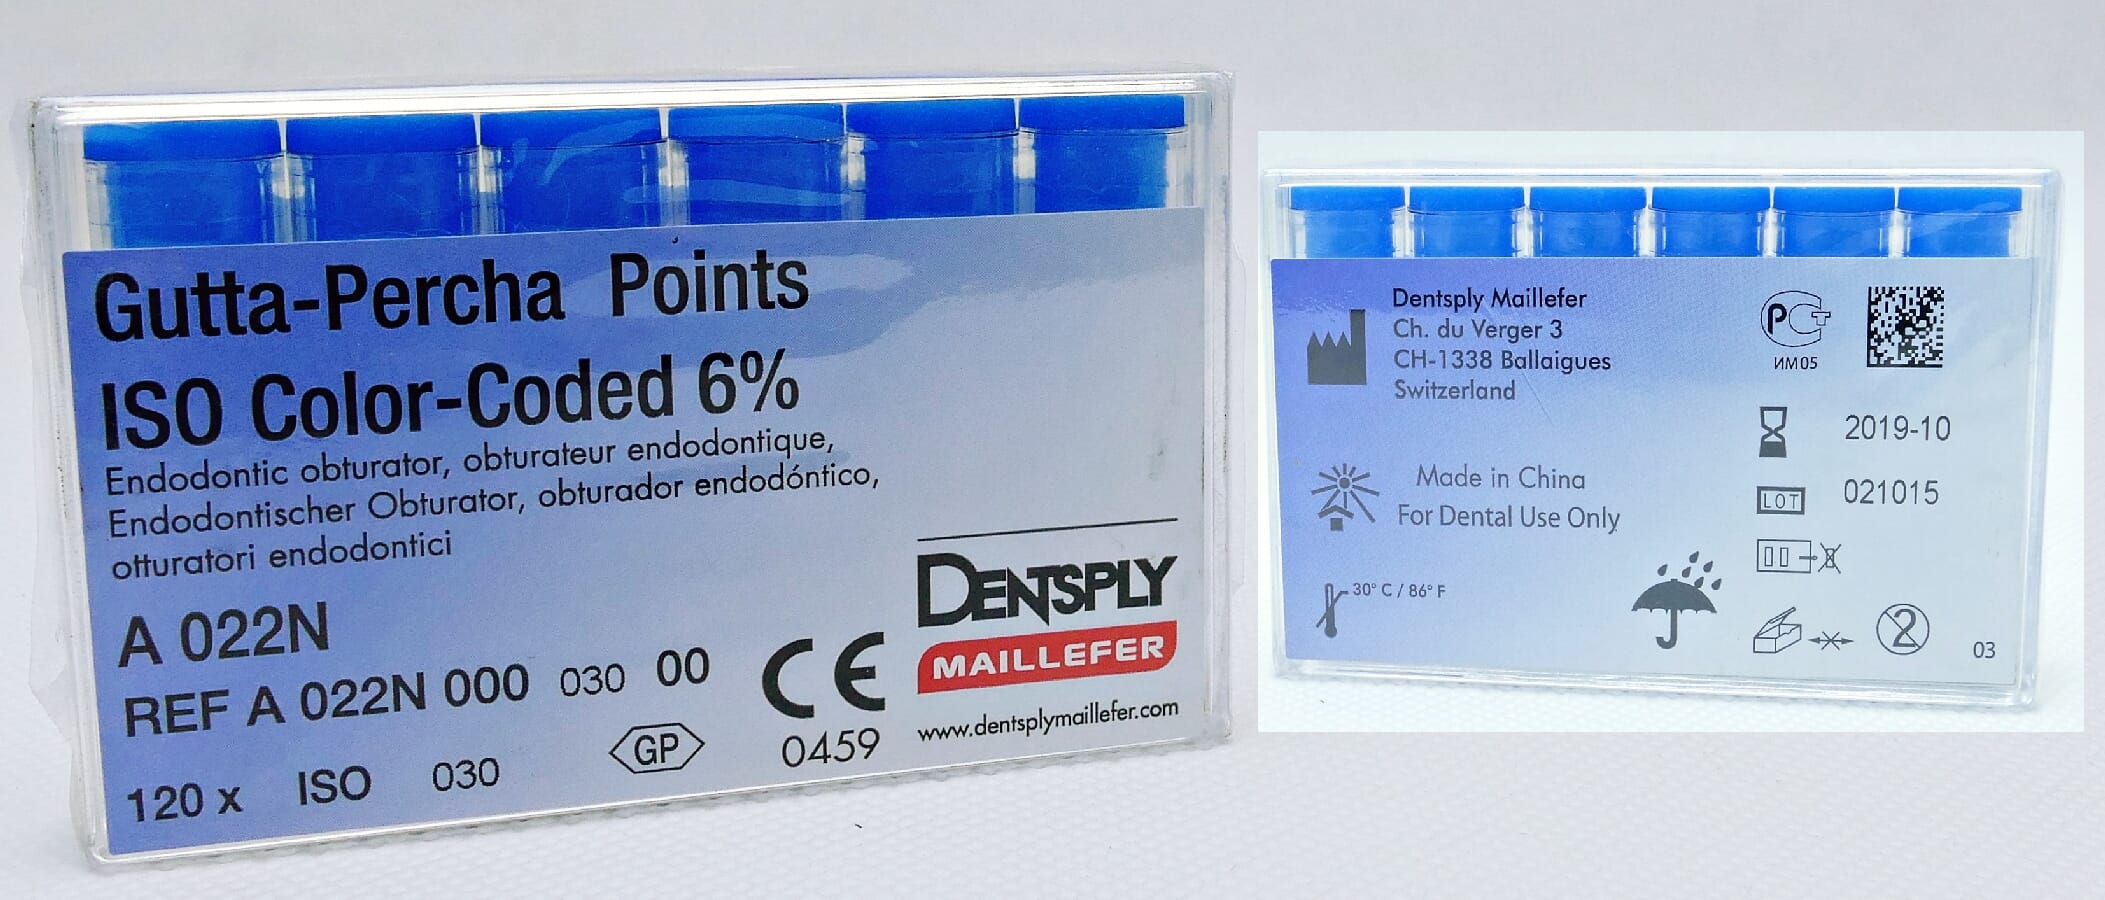 Gutta-Percha Points
ISO Color-Coded 6%
Endodontic obturator, obturateur endodontique,
Endodontischer Obturator, obturador endodóntico,
otturatori endodontici
A 022N
REF A 022N 000 030 00
120 x ISO 030
GP
CE
0459
DENTSPLY
MAILLEFER
www.dentsplymaillefer.com
Dentsply Maillefer
Ch. du Verger 3
CH-1338 Ballaigues
Switzerland
PCT
ИМ05
2019-10
LOT 021015
Made in China
For Dental Use Only
30° C / 86° F
2
03